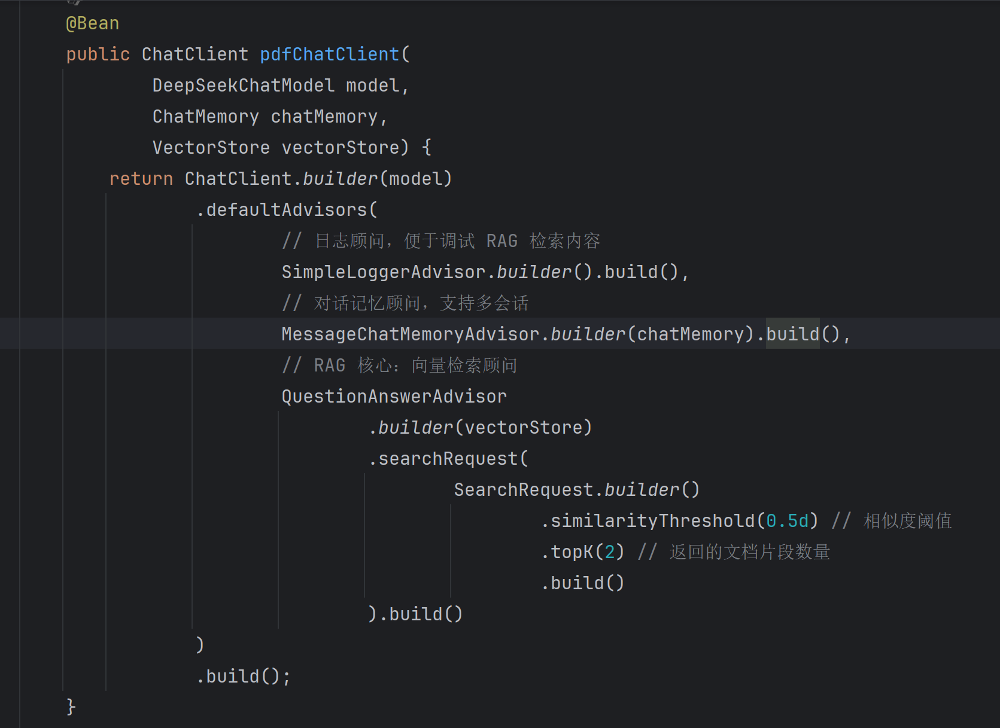 @Bean
public ChatClient pdfChatClient(
DeepSeekChatModel model,
ChatMemory chatMemory,
VectorStore vectorStore) {
return ChatClient.builder(model)
.defaultAdvisors(
// 日志顾问，便于调试 RAG 检索内容
SimpleLoggerAdvisor.builder().build(),
// 对话记忆顾问，支持多会话
MessageChatMemoryAdvisor.builder(chatMemory).build(),
// RAG 核心：向量检索顾问
QuestionAnswerAdvisor
.builder(vectorStore)
.searchRequest(
SearchRequest.builder()
.similarityThreshold(0.5d) // 相似度阈值
.topK(2) // 返回的文档片段数量
.build()
).build()
)
.build();
}